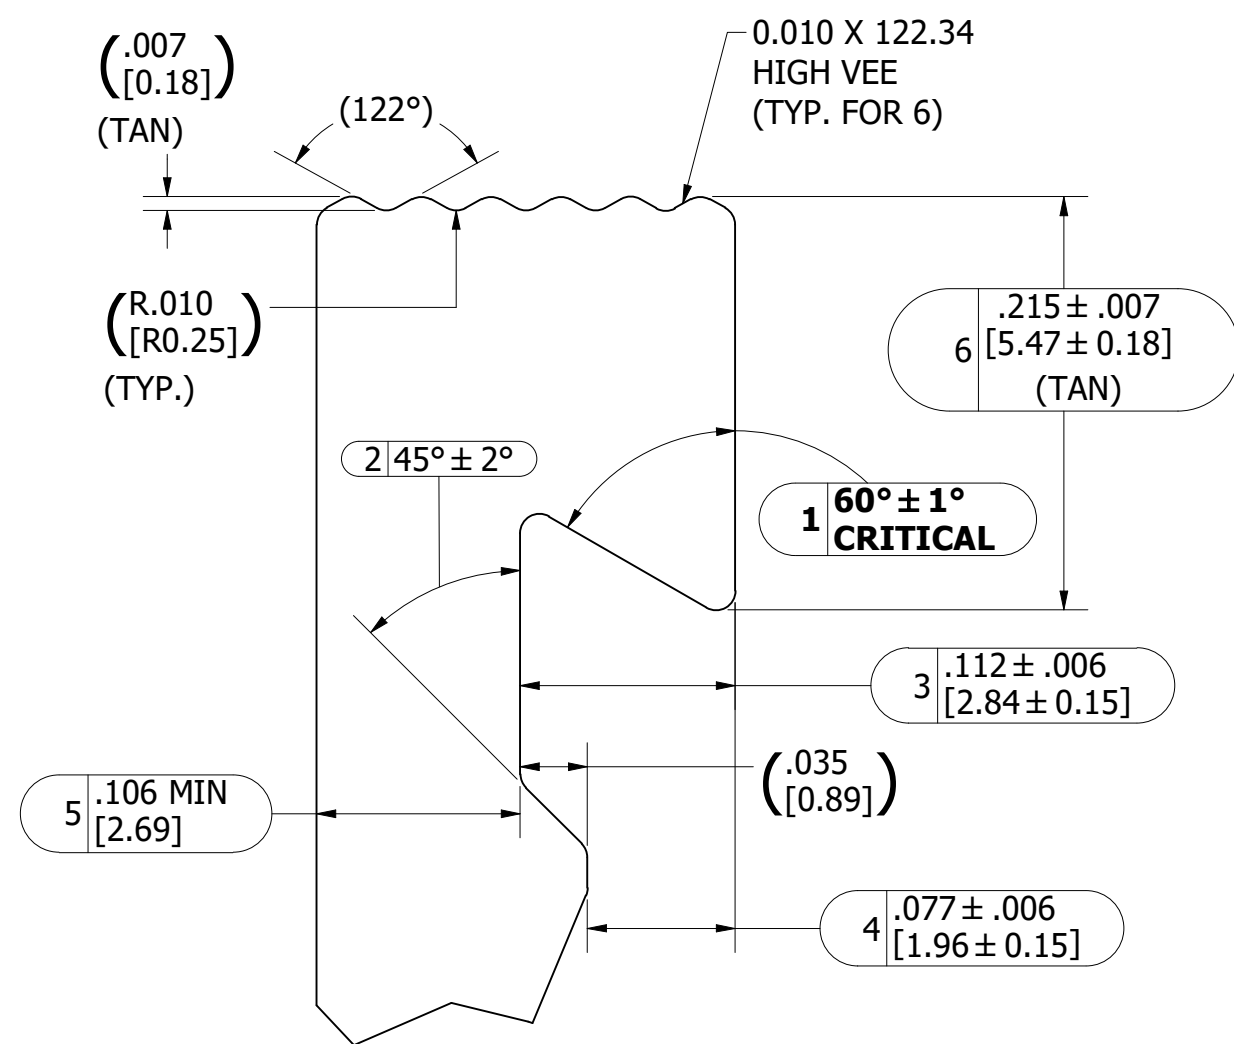 (.007
[0.18])
(TAN)
(122°)
0.010 X 122.34
HIGH VEE
(TYP. FOR 6)
(R.010
[R0.25])
(TYP.)
6 .215 ± .007
[5.47 ± 0.18]
(TAN)
2 45° ± 2°
1 60° ± 1°
CRITICAL
3 .112 ± .006
[2.84 ± 0.15]
(.035
[0.89])
5 .106 MIN
[2.69]
4 .077 ± .006
[1.96 ± 0.15]